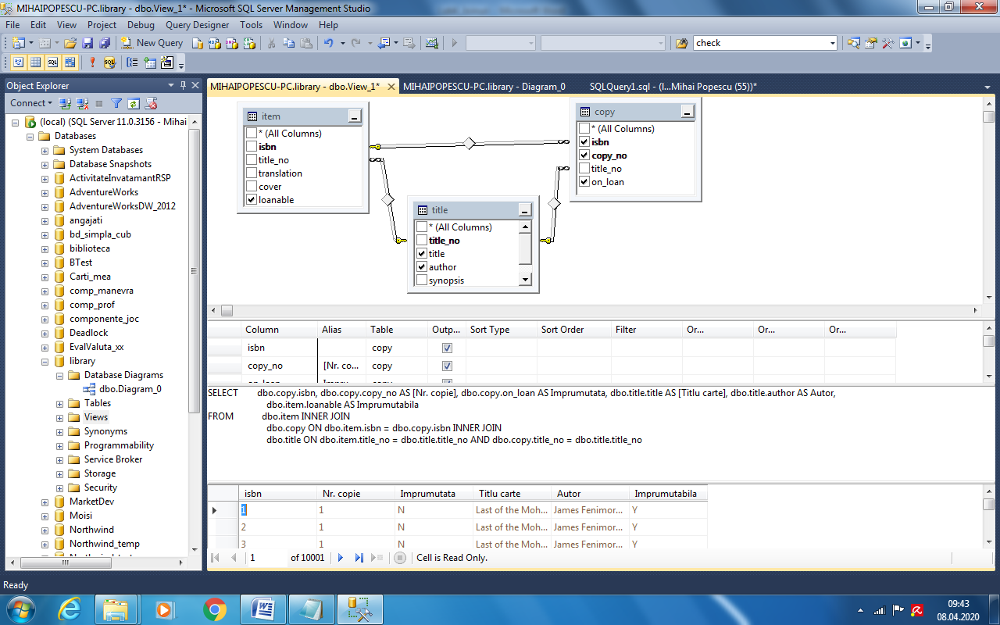 MIHAIPOPESCU-PC.library - dbo.View_1* - Microsoft SQL Server Management Studio
File Edit View Project Debug Query Designer Tools Window Help
New Query
check
Object Explorer
Connect
(local) (SQL Server 11.0.3156 - Mihai
Databases
System Databases
Database Snapshots
ActivitateInvatamantRSP
AdventureWorks
AdventureWorksDW_2012
angajati
bd_simpla_cub
biblioteca
BTest
Carti_mea
comp_manevra
comp_prof
componente_joc
Deadlock
EvalValuta_xx
library
Database Diagrams
dbo.Diagram_0
Tables
Views
Synonyms
Programmability
Service Broker
Storage
Security
MarketDev
Moisi
Northwind
Northwind_temp
MIHAIPOPESCU-PC.library - dbo.View_1* MIHAIPOPESCU-PC.library - Diagram_0 SQLQuery1.sql - (l...Mihai Popescu (55))*
item
* (All Columns)
isbn
title_no
translation
cover
loanable
title
* (All Columns)
title_no
title
author
synopsis
copy
* (All Columns)
isbn
copy_no
title_no
on_loan
Column Alias Table Outp... Sort Type Sort Order Filter Or... Or... Or...
isbn copy
copy_no [Nr. co... copy
SELECT dbo.copy.isbn, dbo.copy.copy_no AS [Nr. copie], dbo.copy.on_loan AS Imprumutata, dbo.title.title AS [Titlu carte], dbo.title.author AS Autor,
dbo.item.loanable AS Imprumutabila
FROM dbo.item INNER JOIN
dbo.copy ON dbo.item.isbn = dbo.copy.isbn INNER JOIN
dbo.title ON dbo.item.title_no = dbo.title.title_no AND dbo.copy.title_no = dbo.title.title_no
isbn Nr. copie Imprumutata Titlu carte Autor Imprumutabila
1 1 N Last of the Moh... James Fenimor... Y
2 1 N Last of the Moh... James Fenimor... Y
3 1 N Last of the Moh... James Fenimor... Y
1 of 10001 Cell is Read Only.
Ready
09:43
08.04.2020